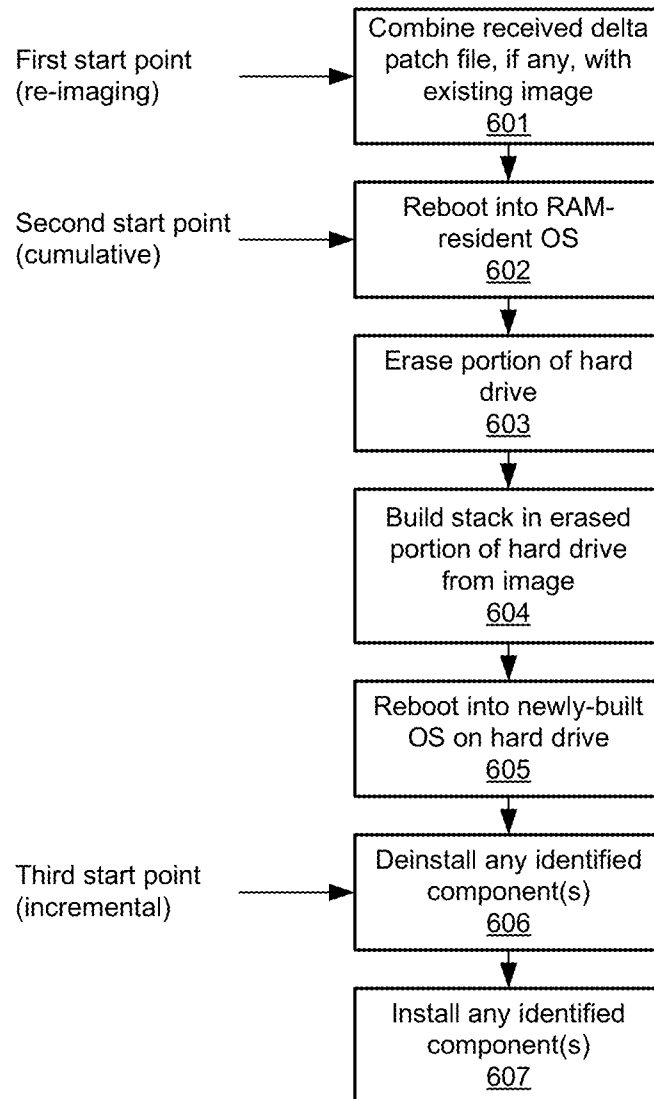 First start point
(re-imaging)
Combine received delta
patch file, if any, with
existing image
601
Second start point
(cumulative)
Reboot into RAM-
resident OS
602
Erase portion of hard
drive
603
Build stack in erased
portion of hard drive
from image
604
Reboot into newly-built
OS on hard drive
605
Third start point
(incremental)
Deinstall any identified
component(s)
606
Install any identified
component(s)
607